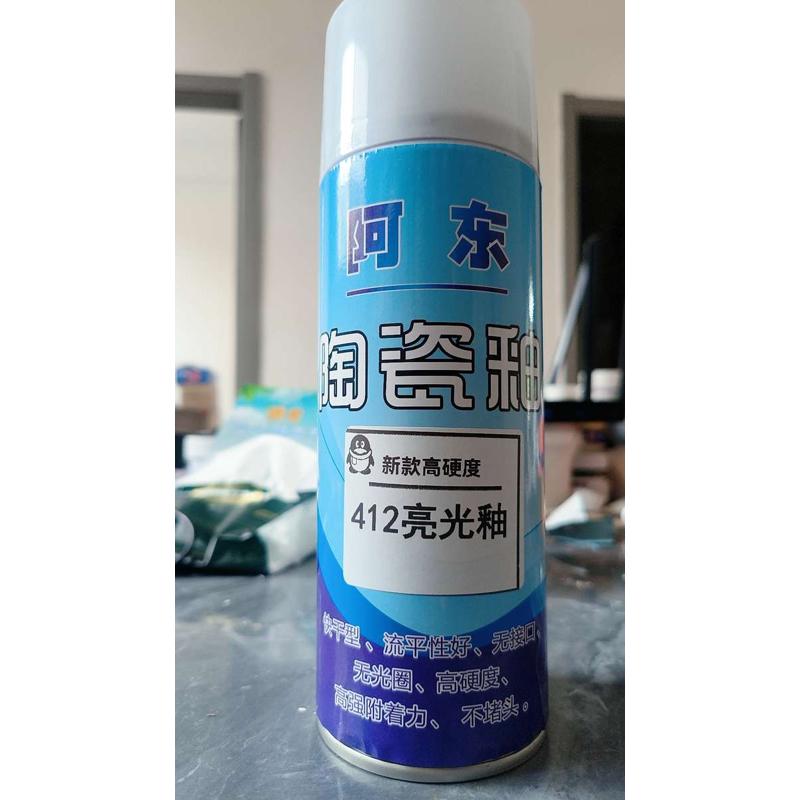 阿东
陶瓷釉
新款高硬度
412亮光釉
快干型、流平性好、无接口、
无光圈、高硬度、
高强附着力、不堵头。